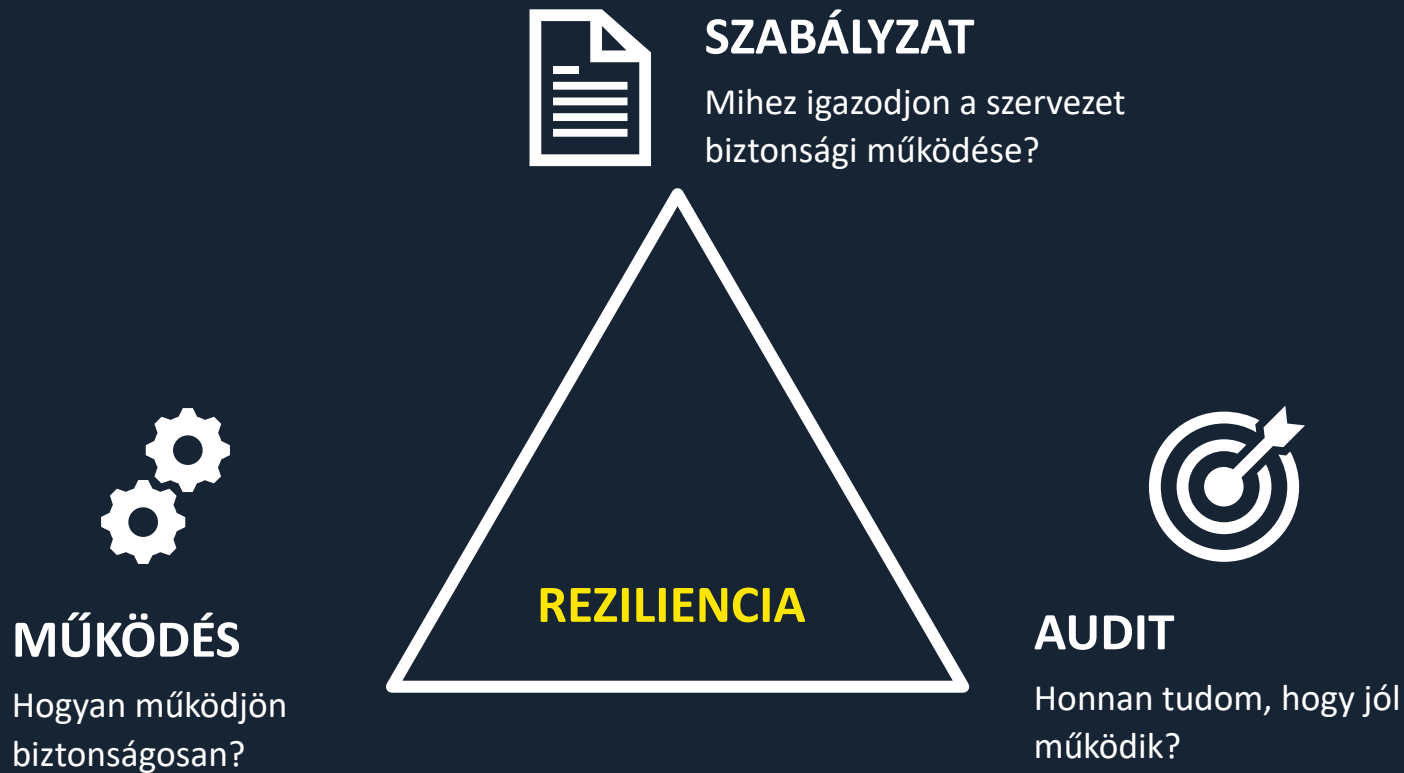 SZABÁLYZAT
Mihez igazodjon a szervezet
biztonsági működése?
REZILIENCIA
MŰKÖDÉS
Hogyan működjön
biztonságosan?
AUDIT
Honnan tudom, hogy jól
működik?